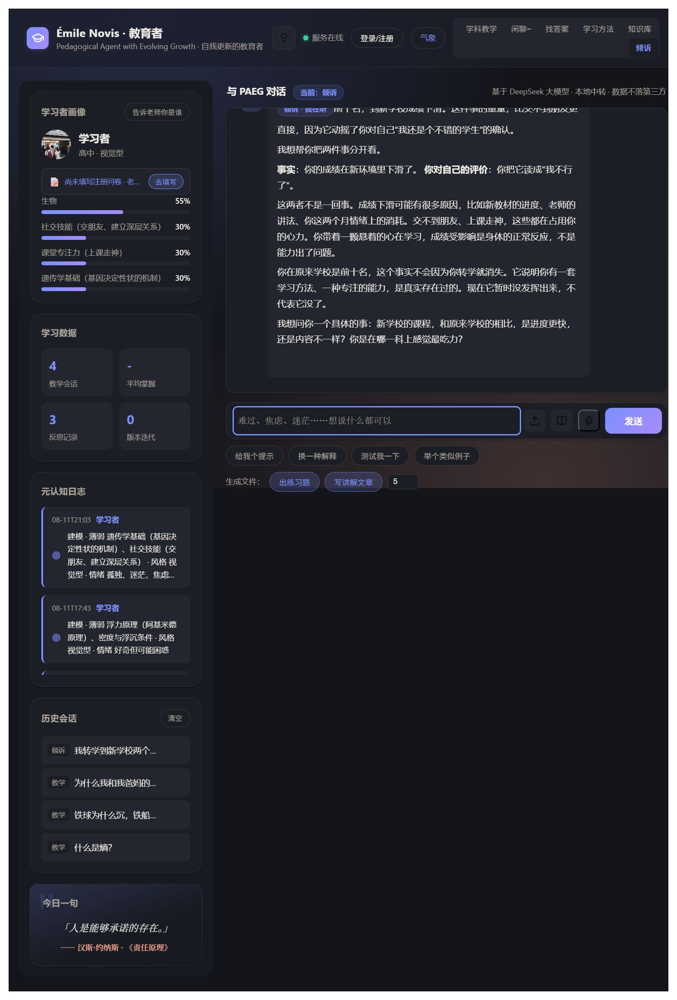 Émile Novis · 教育者
Pedagogical Agent with Evolving Growth · 自我更新的教育者
服务在线
登录/注册
气象
学科教学 闲聊~ 找答案 学习方法 知识库
倾诉
学习者画像
告诉老师你是谁
学习者
高中 · 视觉型
尚未填写注册问卷 · 老...
去填写
生物 55%
社交技能（交朋友、建立深层关系） 30%
课堂专注力（上课走神） 30%
遗传学基础（基因决定性状的机制） 30%
学习数据
4
教学会话
-
平均掌握
3
反思记录
0
版本迭代
元认知日志
08-11T21:03 学习者
建模 · 薄弱 遗传学基础（基因决
定性状的机制）、社交技能（交
朋友、建立深层关系） · 风格 视
觉型 · 情绪 孤独、迷茫、焦虑...
08-11T17:43 学习者
建模 · 薄弱 浮力原理（阿基米德
原理）、密度与浮沉条件 · 风格
视觉型 · 情绪 好奇但可能困惑
历史会话
清空
倾诉 我转学到新学校两个...
教学 为什么我和我爸妈的...
教学 铁球为什么沉，铁船...
教学 什么是熵？
今日一句
「人是能够承诺的存在。」
—— 汉斯·约纳斯 · 《责任原理》
与 PAEG 对话
当前：倾诉
基于 DeepSeek 大模型 · 本地中转 · 数据不落第三方
倾诉 · 我在听 前十名，到新学校成绩下滑。这件事的重量，比交不到朋友更
直接，因为它动摇了你对自己“我还是个不错的学生”的确认。
我想帮你把两件事分开看。
事实：你的成绩在新环境里下滑了。 你对自己的评价：你把它读成“我不行
了”。
这两者不是一回事。成绩下滑可能有很多原因，比如新教材的进度、老师的
讲法、你这两个月情绪上的消耗。交不到朋友、上课走神，这些都在占用你
的心力。你带着一颗悬着的心在学习，成绩受影响是身体的正常反应，不是
能力出了问题。
你在原来学校是前十名，这个事实不会因为你转学就消失。它说明你有一套
学习方法、一种专注的能力，是真实存在过的。现在它暂时没发挥出来，不
代表它没了。
我想问你一个具体的事：新学校的课程，和原来学校的相比，是进度更快，
还是内容不一样？你是在哪一科上感觉最吃力？
难过、焦虑、迷茫……想说什么都可以
发送
给我个提示 换一种解释 测试我一下 举个类似例子
生成文件： 出练习题 写讲解文章 5